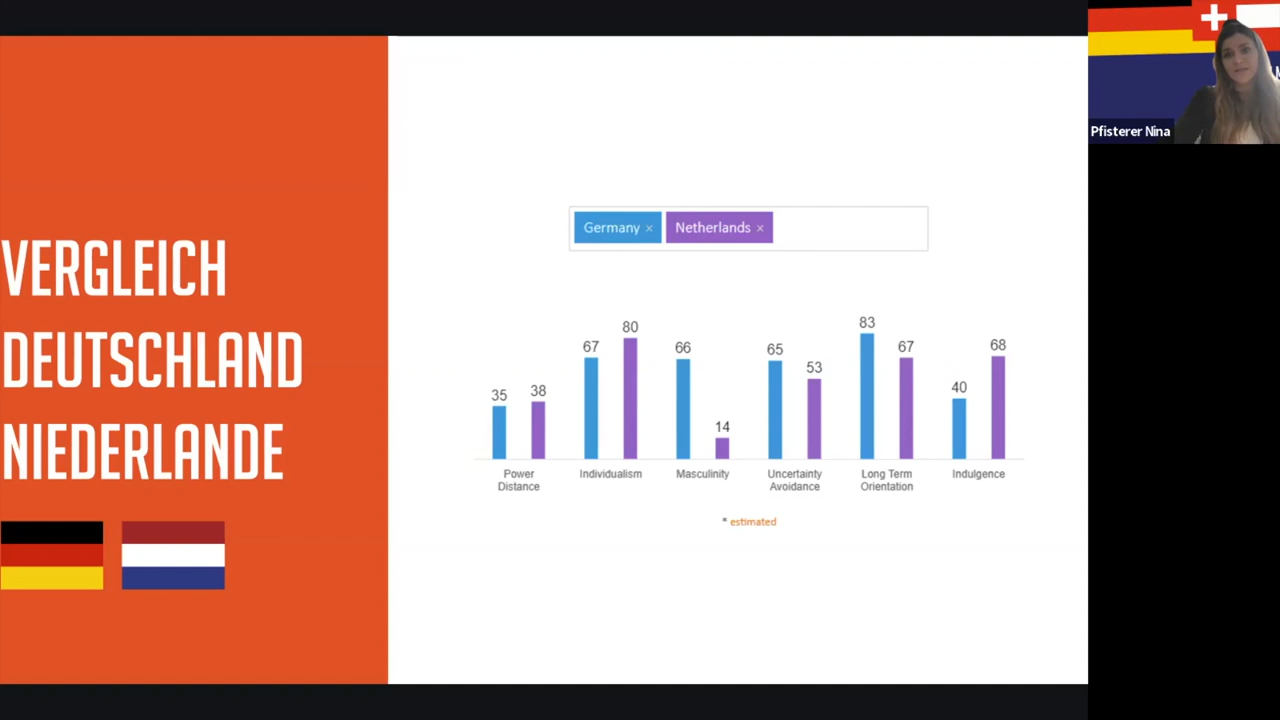 VERGLEICH
DEUTSCHLAND
NIEDERLANDE
Germany ×
Netherlands ×
35
38
67
80
66
14
65
53
83
67
40
68
Power
Distance
Individualism
Masculinity
Uncertainty
Avoidance
Long Term
Orientation
Indulgence
* estimated
Pfisterer Nina